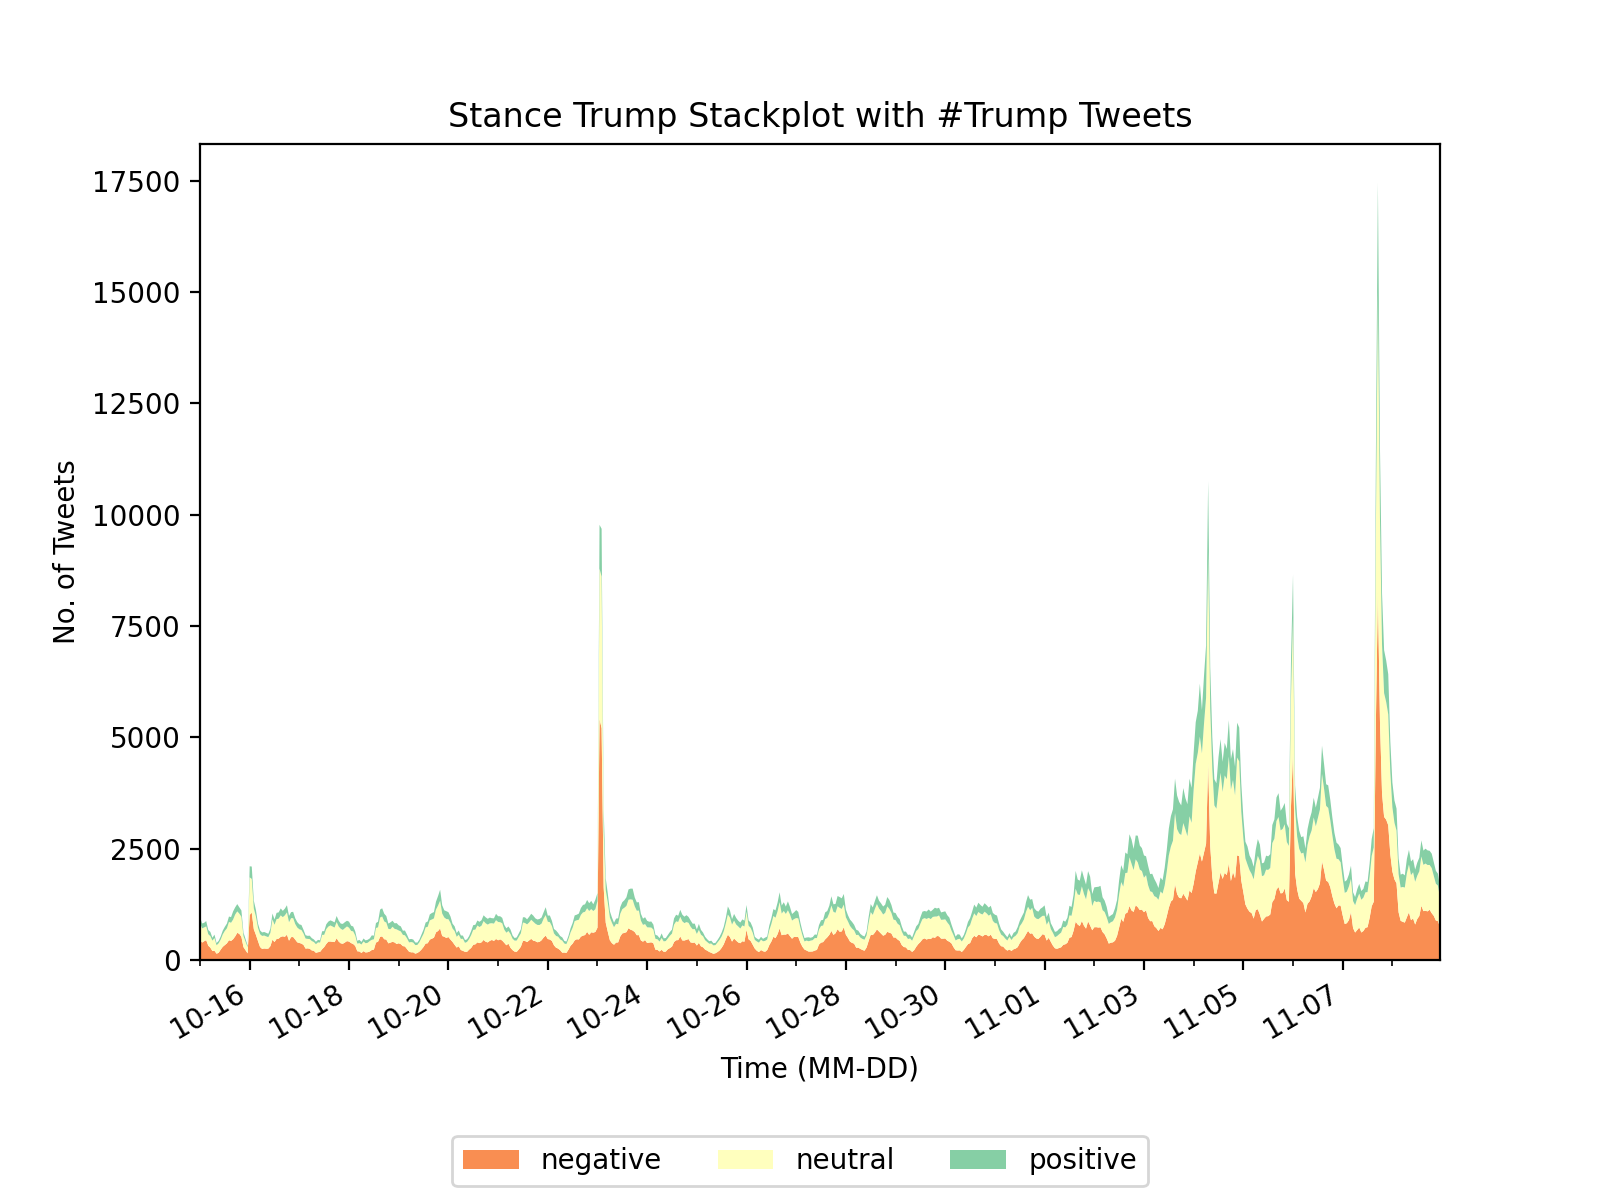 Stance Trump Stackplot with #Trump Tweets
17500
15000
12500
10000
7500
5000
2500
0
No. of Tweets
10-16 10-18 10-20 10-22 10-24 10-26 10-28 10-30 11-01 11-03 11-05 11-07
Time (MM-DD)
negative neutral positive